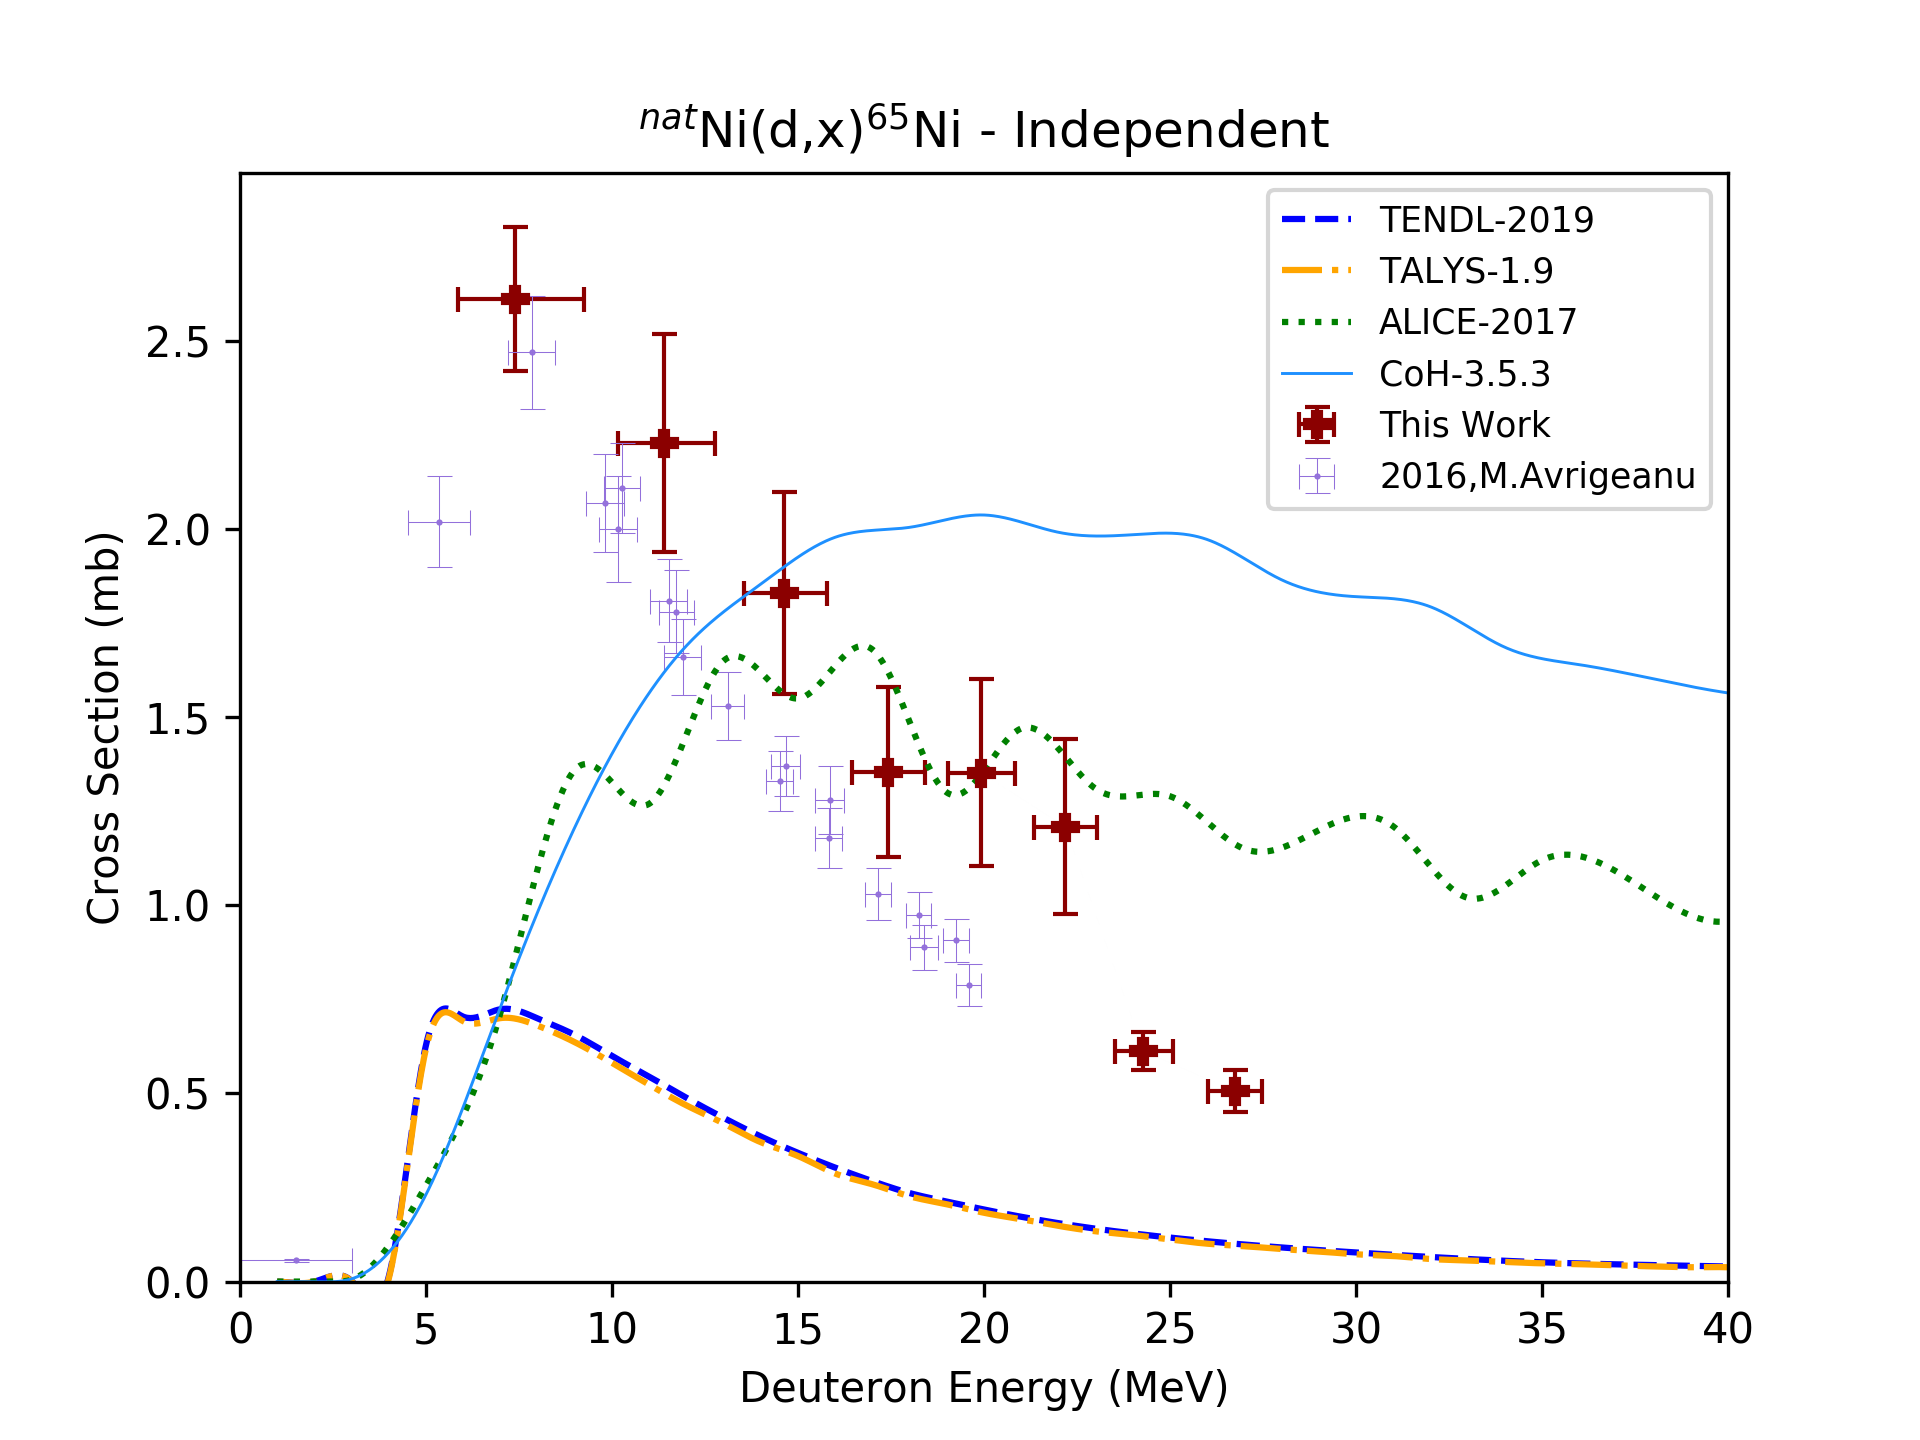 ⁿᵃᵗNi(d,x)⁶⁵Ni - Independent
TENDL-2019
TALYS-1.9
ALICE-2017
CoH-3.5.3
This Work
2016,M.Avrigeanu
Cross Section (mb)
2.5
2.0
1.5
1.0
0.5
0.0
0 5 10 15 20 25 30 35 40
Deuteron Energy (MeV)